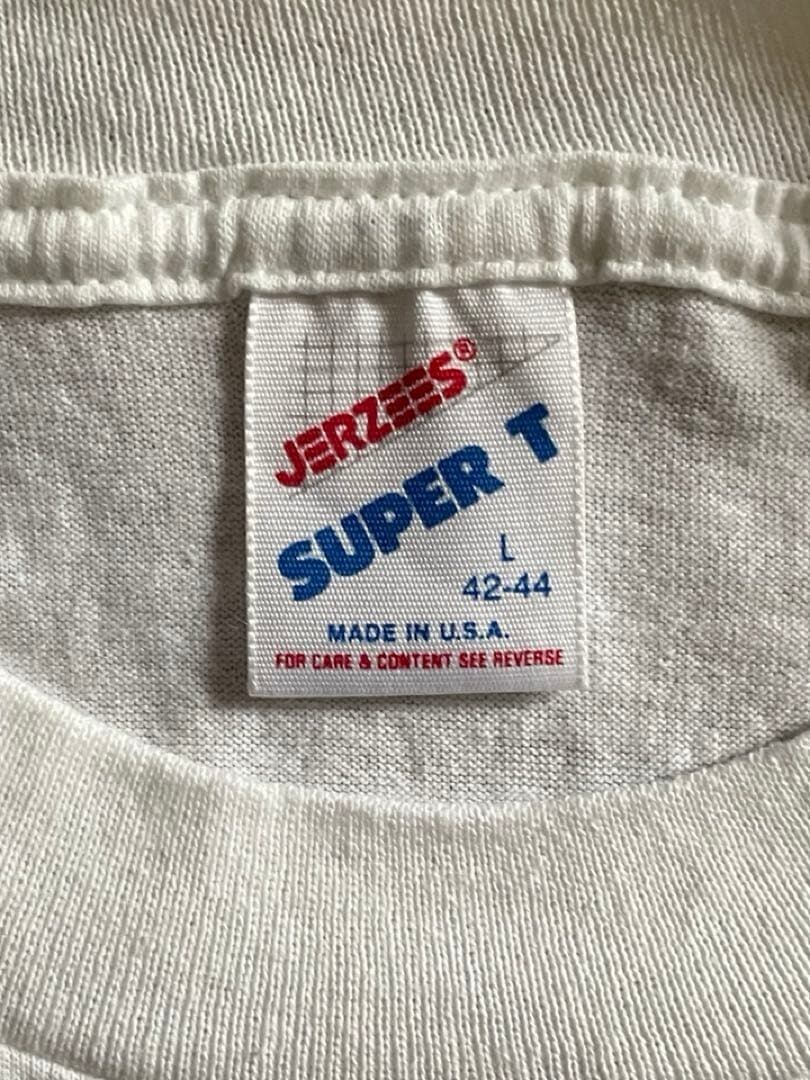 JERZEES®
SUPER T
L
42-44
MADE IN U.S.A.
FOR CARE & CONTENT SEE REVERSE